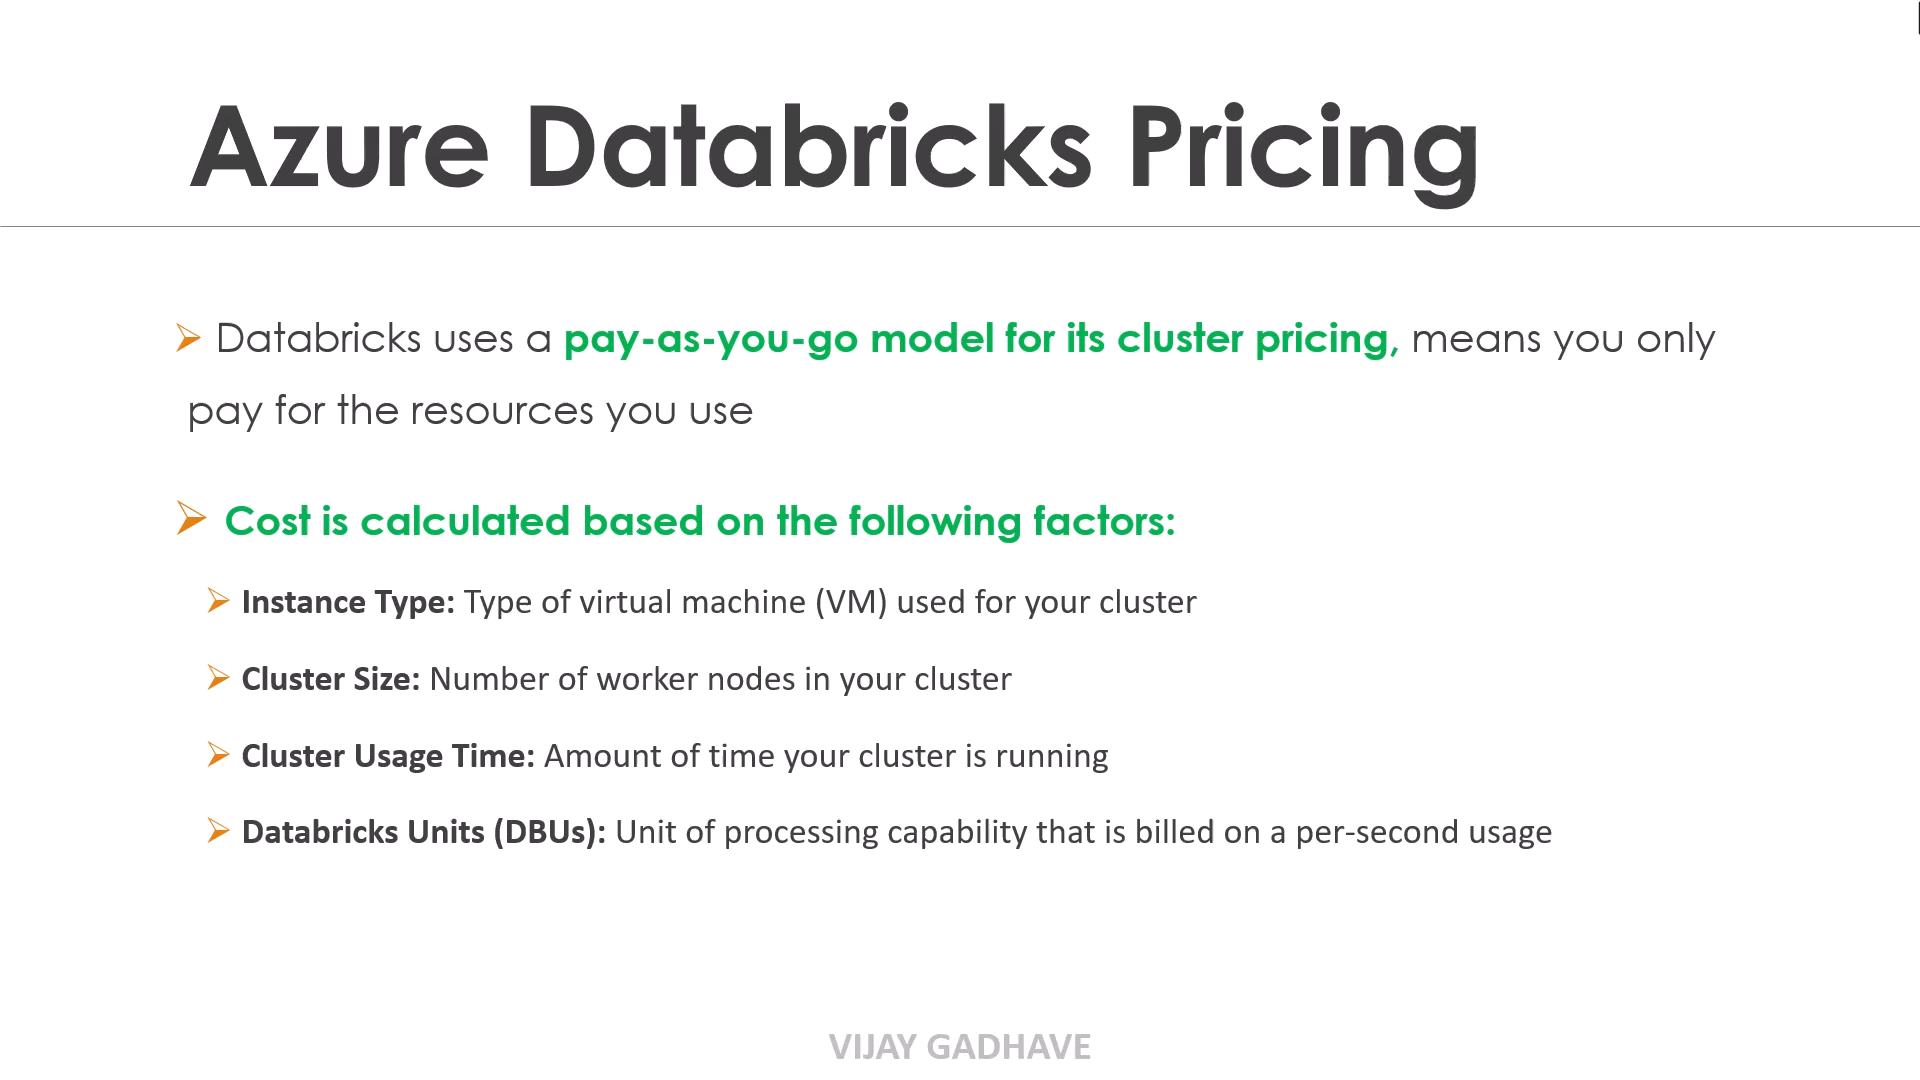 Azure Databricks Pricing
Databricks uses a pay-as-you-go model for its cluster pricing, means you only
pay for the resources you use
Cost is calculated based on the following factors:
Instance Type: Type of virtual machine (VM) used for your cluster
Cluster Size: Number of worker nodes in your cluster
Cluster Usage Time: Amount of time your cluster is running
Databricks Units (DBUs): Unit of processing capability that is billed on a per-second usage
VIJAY GADHAVE